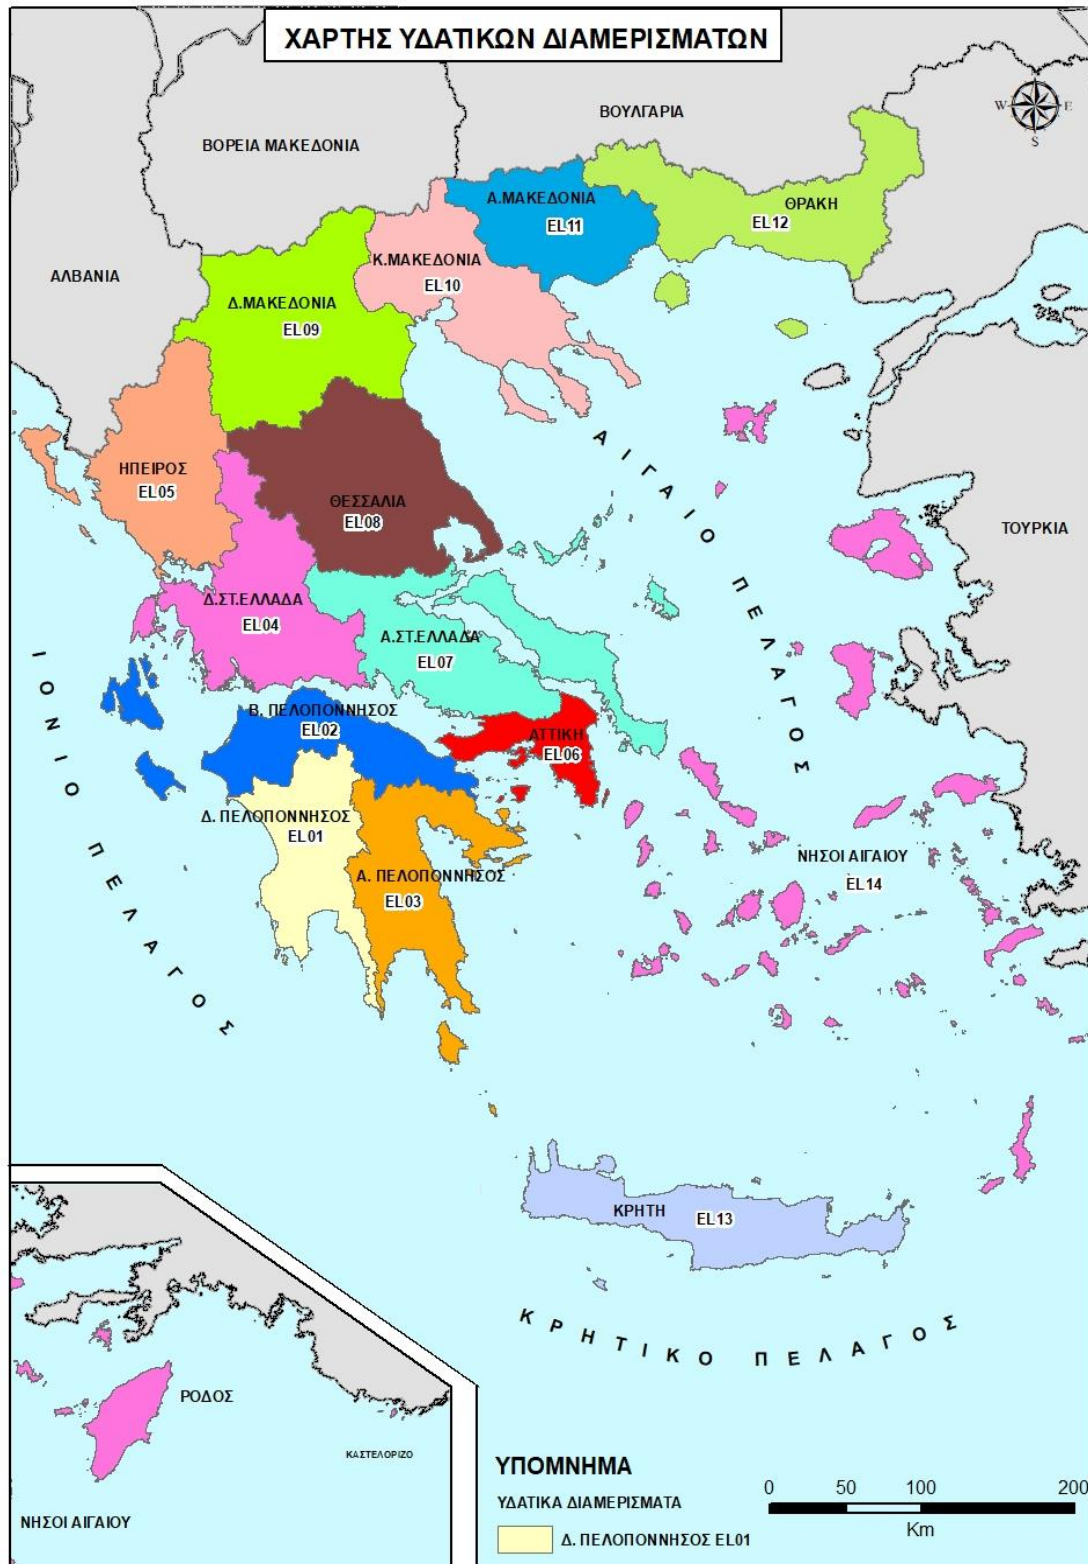 ΧΑΡΤΗΣ ΥΔΑΤΙΚΩΝ ΔΙΑΜΕΡΙΣΜΑΤΩΝ
N
W E
S
ΒΟΥΛΓΑΡΙΑ
ΒΟΡΕΙΑ ΜΑΚΕΔΟΝΙΑ
ΑΛΒΑΝΙΑ
ΤΟΥΡΚΙΑ
Α.ΜΑΚΕΔΟΝΙΑ
EL11
ΘΡΑΚΗ
EL12
Κ.ΜΑΚΕΔΟΝΙΑ
EL10
Δ.ΜΑΚΕΔΟΝΙΑ
EL09
ΗΠΕΙΡΟΣ
EL05
ΘΕΣΣΑΛΙΑ
EL08
ΑΙΓΑΙΟ ΠΕΛΑΓΟΣ
Δ.ΣΤ.ΕΛΛΑΔΑ
EL04
Α.ΣΤ.ΕΛΛΑΔΑ
EL07
ΙΟΝΙΟ ΠΕΛΑΓΟΣ
Β. ΠΕΛΟΠΟΝΝΗΣΟΣ
EL02
ΑΤΤΙΚΗ
EL06
Δ. ΠΕΛΟΠΟΝΝΗΣΟΣ
EL01
Α. ΠΕΛΟΠΟΝΝΗΣΟΣ
EL03
ΝΗΣΟΙ ΑΙΓΑΙΟΥ
EL14
ΚΡΗΤΗ EL13
ΚΡΗΤΙΚΟ ΠΕΛΑΓΟΣ
ΡΟΔΟΣ
ΚΑΣΤΕΛΟΡΙΖΟ
ΝΗΣΟΙ ΑΙΓΑΙΟΥ
ΥΠΟΜΝΗΜΑ
ΥΔΑΤΙΚΑ ΔΙΑΜΕΡΙΣΜΑΤΑ
Δ. ΠΕΛΟΠΟΝΝΗΣΟΣ EL01
0 50 100 200
Km